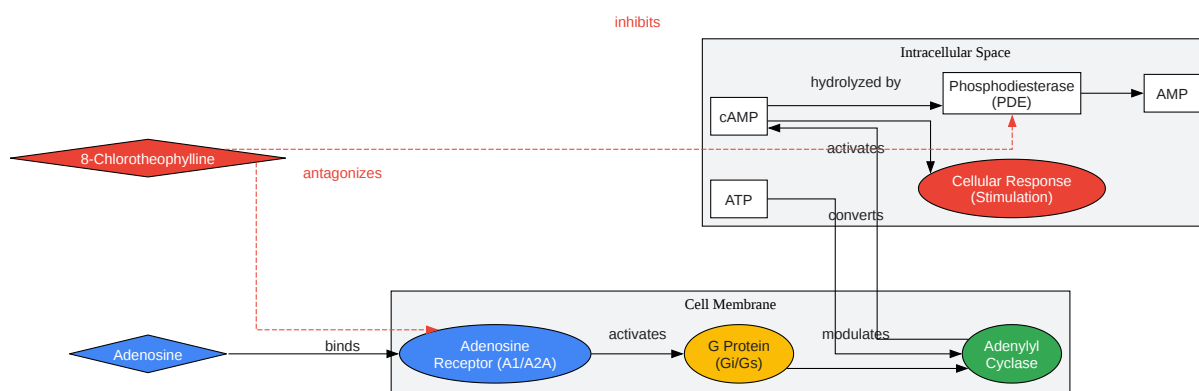 inhibits
Intracellular Space
hydrolyzed by
Phosphodiesterase
(PDE)
AMP
cAMP
8-Chlorotheophylline
activates
antagonizes
Cellular Response
(Stimulation)
ATP
converts
Cell Membrane
Adenosine
binds
Adenosine
Receptor (A1/A2A)
activates
G Protein
(Gi/Gs)
modulates
Adenylyl
Cyclase